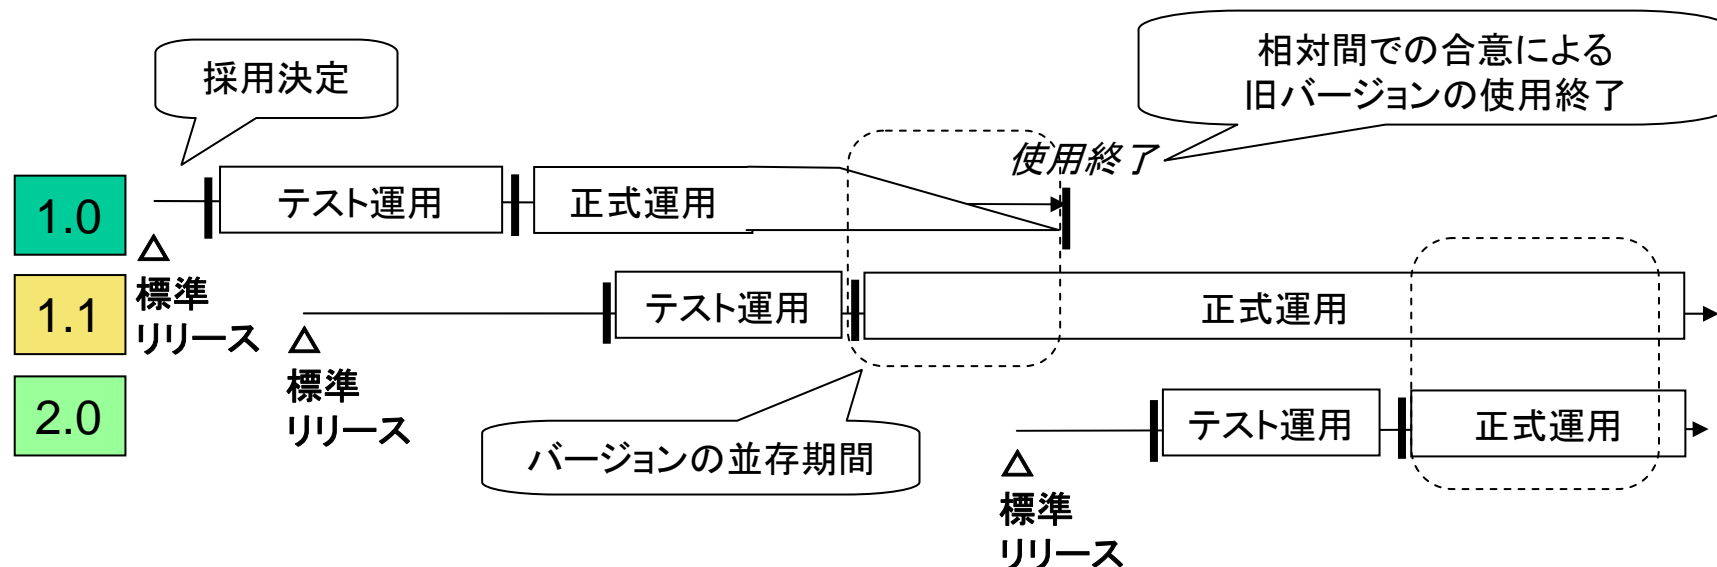 採用決定
相対間での合意による
旧バージョンの使用終了
使用終了
1.0
テスト運用
正式運用
△
標準
リリース
1.1
テスト運用
正式運用
△
標準
リリース
2.0
テスト運用
正式運用
バージョンの並存期間
△
標準
リリース